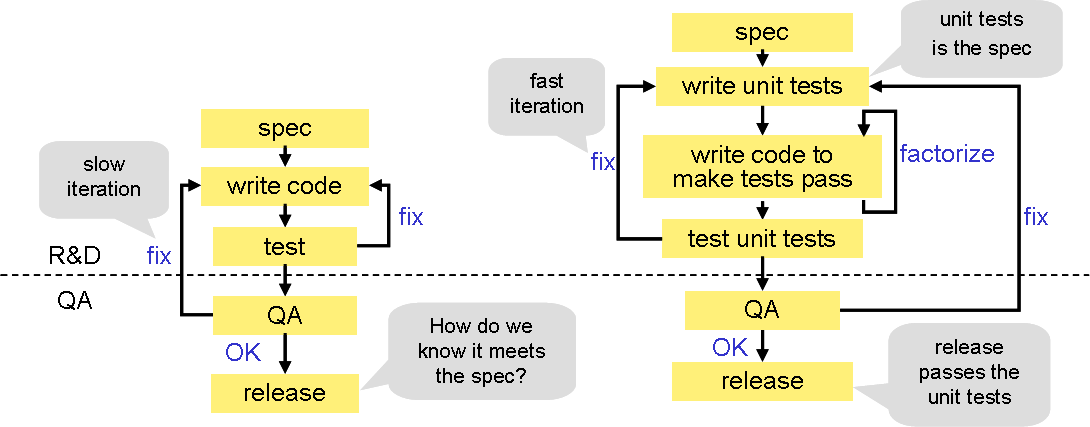 spec
slow
iteration
write code
fix
fix
test
R&D
QA
QA
OK
How do we
know it meets
the spec?
release
spec
unit tests
is the spec
fast
iteration
write unit tests
fix
write code to
make tests pass
factorize
fix
test unit tests
QA
OK
release
release
passes the
unit tests